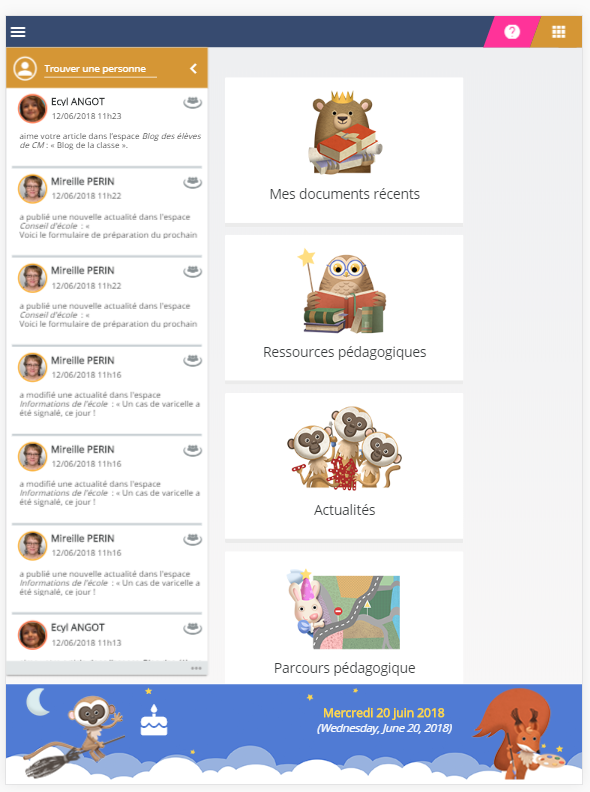 Trouver une personne
Ecyl ANGOT
12/06/2018 11h23
aime votre article dans l'espace Blog des élèves
de CM : « Blog de la classe ».
Mireille PERIN
12/06/2018 11h22
a publié une nouvelle actualité dans l'espace
Conseil d'école : «
Voici le formulaire de préparation du prochain
Mireille PERIN
12/06/2018 11h22
a publié une nouvelle actualité dans l'espace
Conseil d'école : «
Voici le formulaire de préparation du prochain
Mireille PERIN
12/06/2018 11h16
a modifié une actualité dans l'espace
Informations de l'école : « Un cas de varicelle a
été signalé, ce jour !
Mireille PERIN
12/06/2018 11h16
a modifié une actualité dans l'espace
Informations de l'école : « Un cas de varicelle a
été signalé, ce jour !
Mireille PERIN
12/06/2018 11h16
a publié une nouvelle actualité dans l'espace
Informations de l'école : « Un cas de varicelle a
été signalé, ce jour !
Ecyl ANGOT
12/06/2018 11h13
Mes documents récents
Ressources pédagogiques
Actualités
Parcours pédagogique
Mercredi 20 juin 2018
(Wednesday, June 20, 2018)